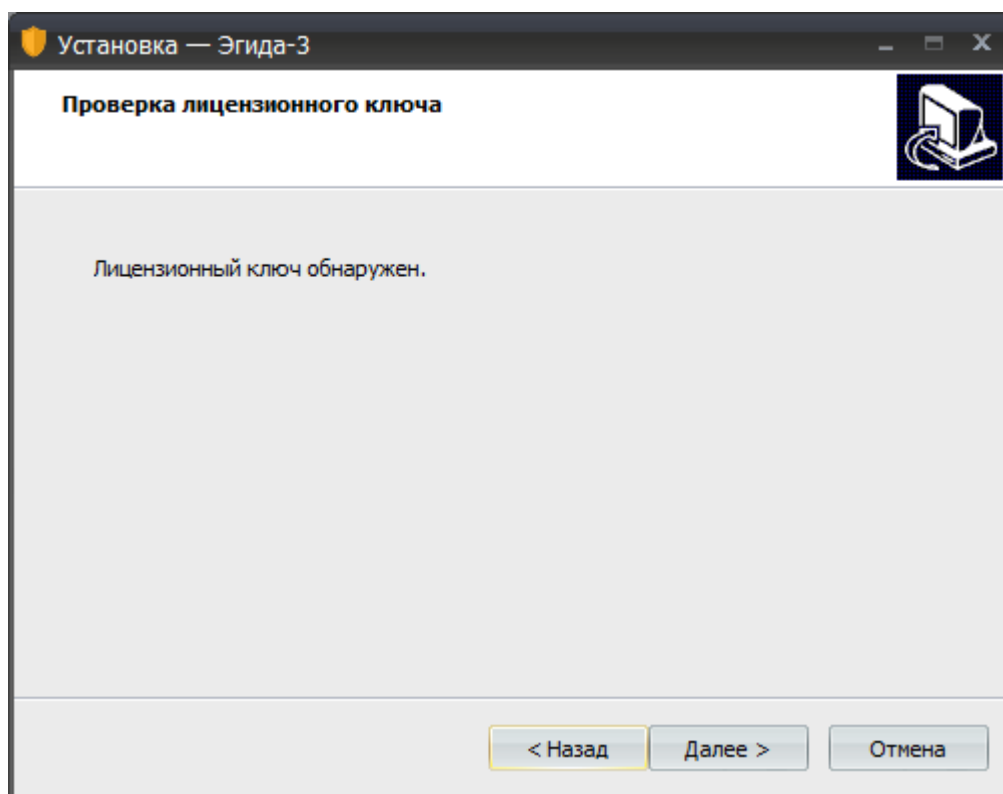 Установка — Эгида-3
Проверка лицензионного ключа
Лицензионный ключ обнаружен.
< Назад
Далее >
Отмена